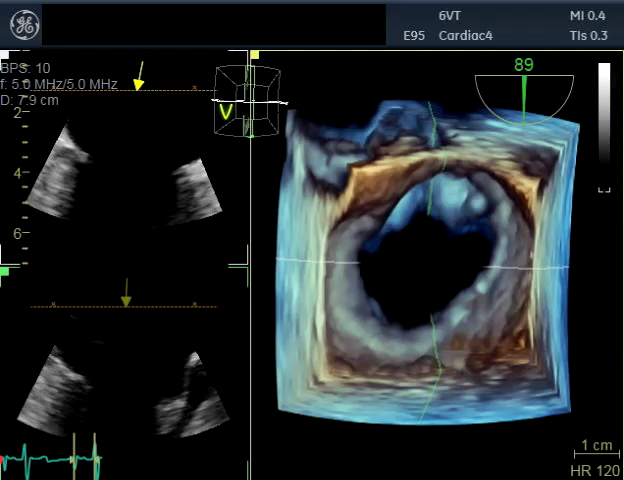 6VT MI 0.4
E95 Cardiac4 TIs 0.3
BPS: 10
f: 5.0 MHz/5.0 MHz
D: 7.9 cm
2
4
6
V
89
1 cm
HR 120